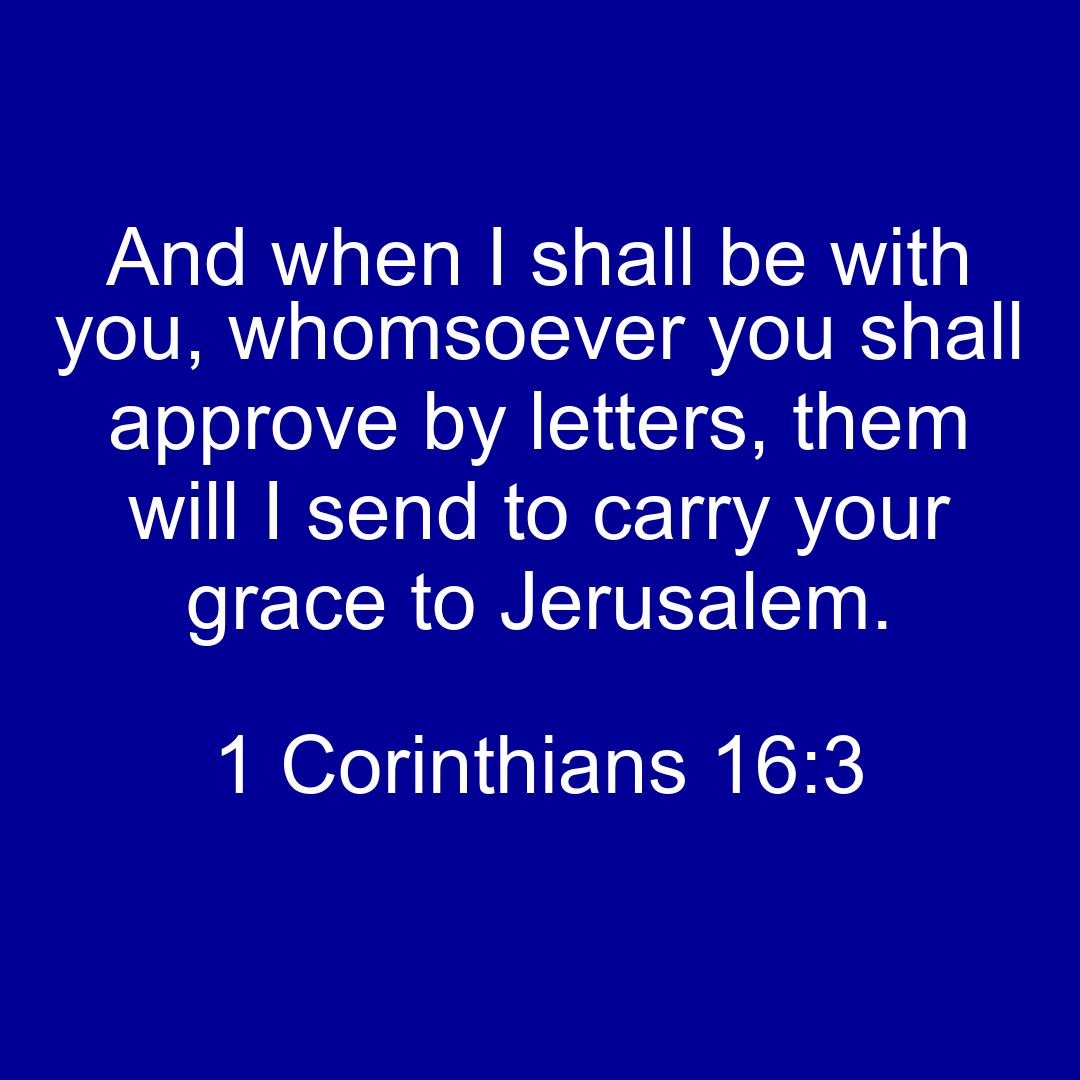 And when I shall be with
you, whomsoever you shall
approve by letters, them
will I send to carry your
grace to Jerusalem.
1 Corinthians 16:3